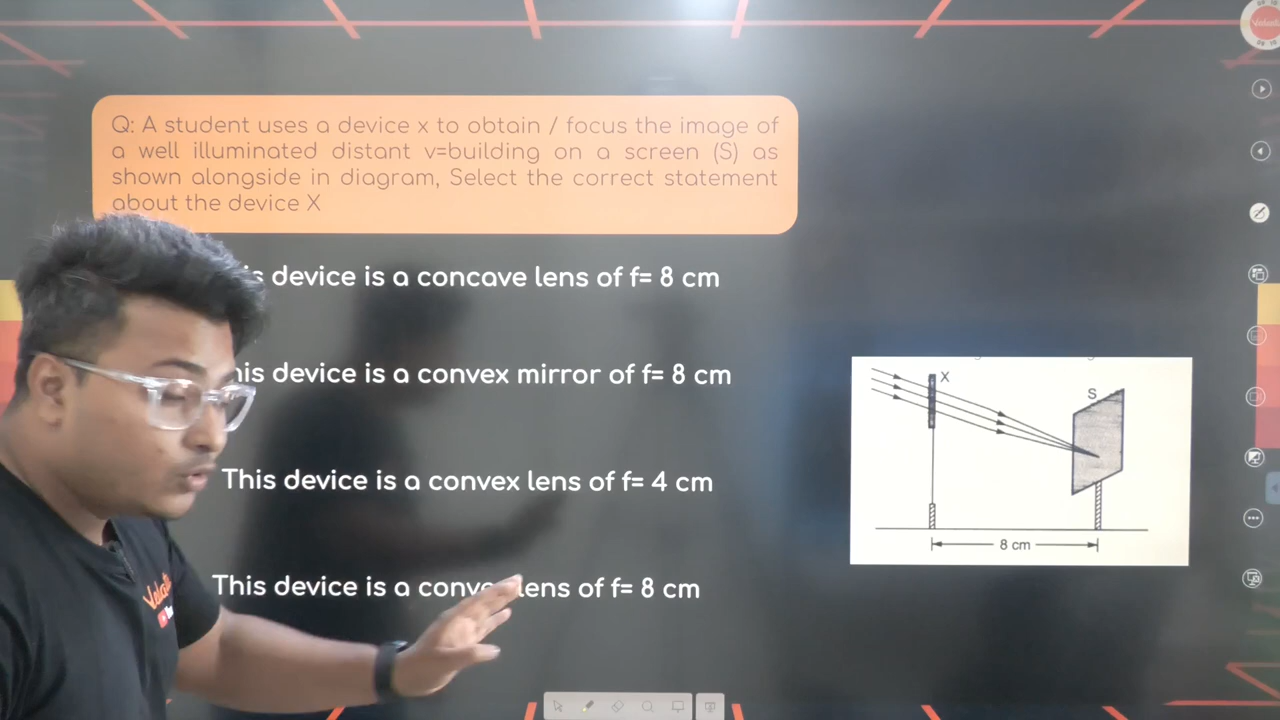 Q: A student uses a device x to obtain / focus the image of
a well illuminated distant v=building on a screen (S) as
shown alongside in diagram, Select the correct statement
about the device X
device is a concave lens of f= 8 cm
device is a convex mirror of f= 8 cm
This device is a convex lens of f= 4 cm
This device is a lens of f= 8 cm
X
S
8 cm